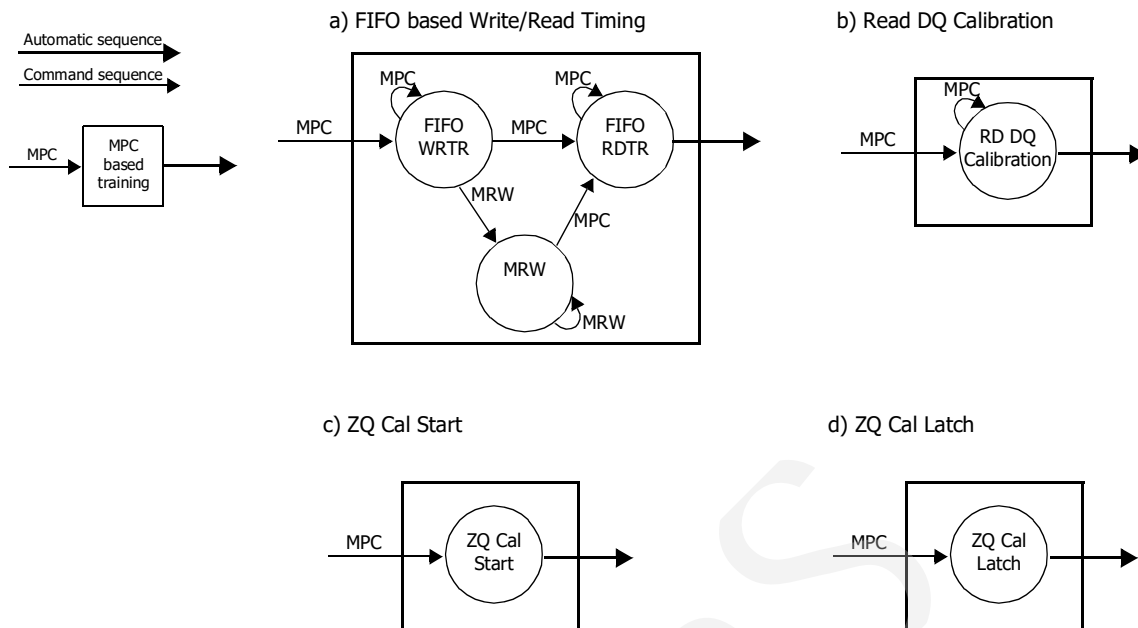 Automatic sequence
Command sequence
MPC
MPC
based
training
a) FIFO based Write/Read Timing
MPC
MPC
FIFO
WRTR
MPC
MPC
FIFO
RDTR
MRW
MPC
MRW
MRW
b) Read DQ Calibration
MPC
MPC
RD DQ
Calibration
c) ZQ Cal Start
MPC
ZQ Cal
Start
d) ZQ Cal Latch
MPC
ZQ Cal
Latch